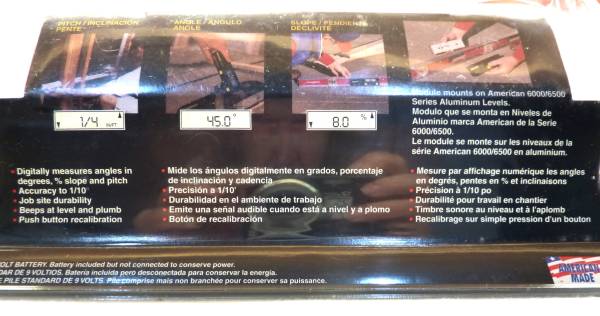 PITCH / INCLINACIÓN
PENTE
ANGLE / ÁNGULO
ANGLE
SLOPE / PENDIENTE
DÉCLIVITÉ
1/4 IN/FT
45.0°
8.0 %
Module mounts on American 6000/6500
Series Aluminum Levels.
Modulo que se monta en Niveles de
Aluminio marca American de la Serie
6000/6500.
Le module se monte sur les niveaux de la
série American 6000/6500 en aluminium.
• Digitally measures angles in
degrees, % slope and pitch
• Accuracy to 1/10°
• Job site durability
• Beeps at level and plumb
• Push button recalibration
• Mide los ángulos digitalmente en grados, porcentaje
de inclinación y cadencia
• Precisión a 1/10°
• Durabilidad en el ambiente de trabajo
• Emite una señal audible cuando está a nivel y a plomo
• Botón de recalibración
• Mesure par affichage numérique les angles
en degrés, pentes en % et inclinaisons
• Précision à 1/10 po
• Durabilité pour travail en chantier
• Timbre sonore au niveau et à l'aplomb
• Recalibrage sur simple pression d'un bouton
OLT BATTERY. Battery included but not connected to conserve power.
DAR DE 9 VOLTIOS. Batería incluida pero desconectada para conservar la energía.
E PILE STANDARD DE 9 VOLTS. Pile comprise mais non branchée pour conserver sa puissance.
AMERICAN
MADE